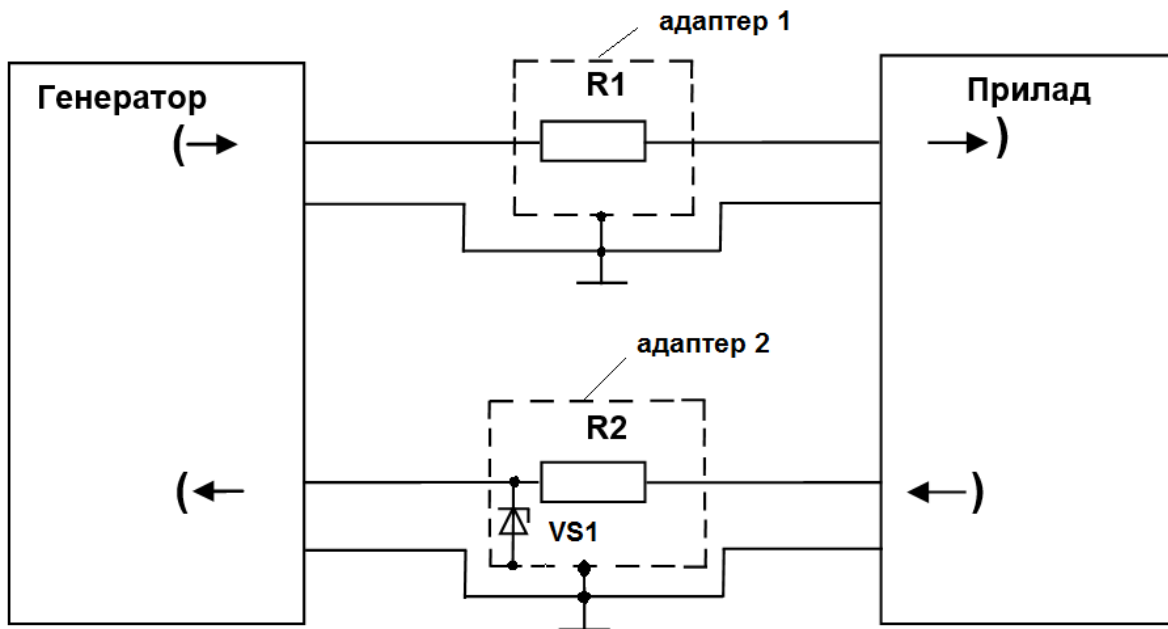 адаптер 1
Генератор
R1
Прилад
адаптер 2
R2
VS1